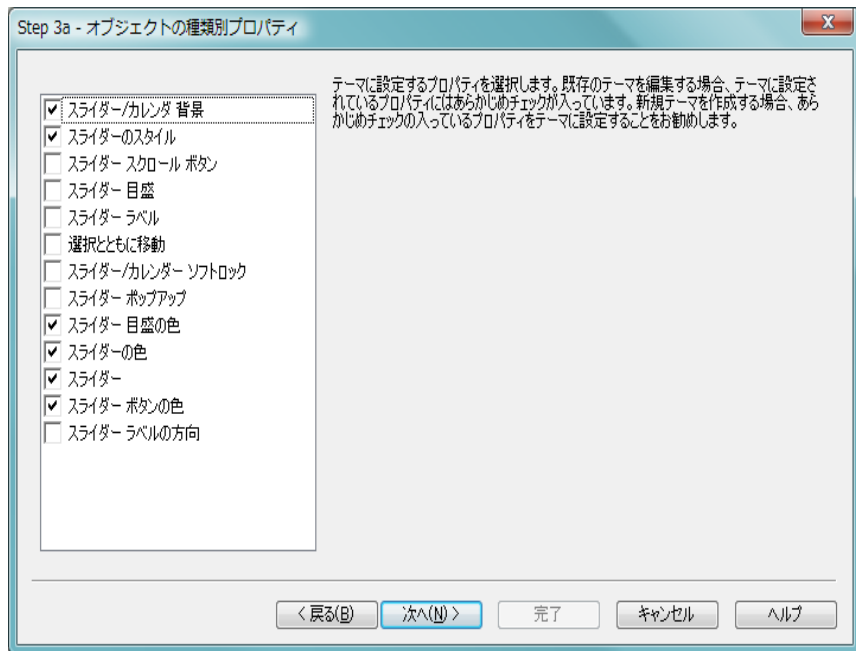 Step 3a - オブジェクトの種類別プロパティ
テーマに設定するプロパティを選択します。既存のテーマを編集する場合、テーマに設定さ
れているプロパティにはあらかじめチェックが入っています。新規テーマを作成する場合、あら
かじめチェックの入っているプロパティをテーマに設定することをお勧めします。
スライダー/カレンダ 背景
スライダーのスタイル
スライダー スクロール ボタン
スライダー 目盛
スライダー ラベル
選択とともに移動
スライダー/カレンダー ソフトロック
スライダー ポップアップ
スライダー 目盛の色
スライダーの色
スライダー
スライダー ボタンの色
スライダー ラベルの方向
< 戻る(B)
次へ(N) >
完了
キャンセル
ヘルプ